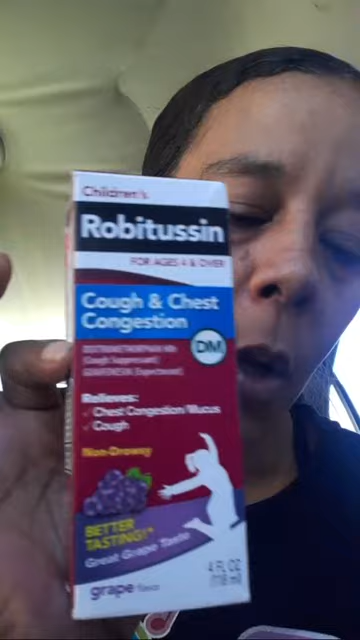 Children's
Robitussin
FOR AGES 4 & OVER
Cough & Chest
Congestion
DM
DEXTROMETHORPHAN HBr
Cough Suppressant
GUAIFENESIN (Expectorant)
Relieves:
✓ Chest Congestion Mucus
✓ Cough
Non-Drowsy
BETTER
TASTING!*
Great Grape Taste
grape flavor
4 FL OZ
(118 ml)